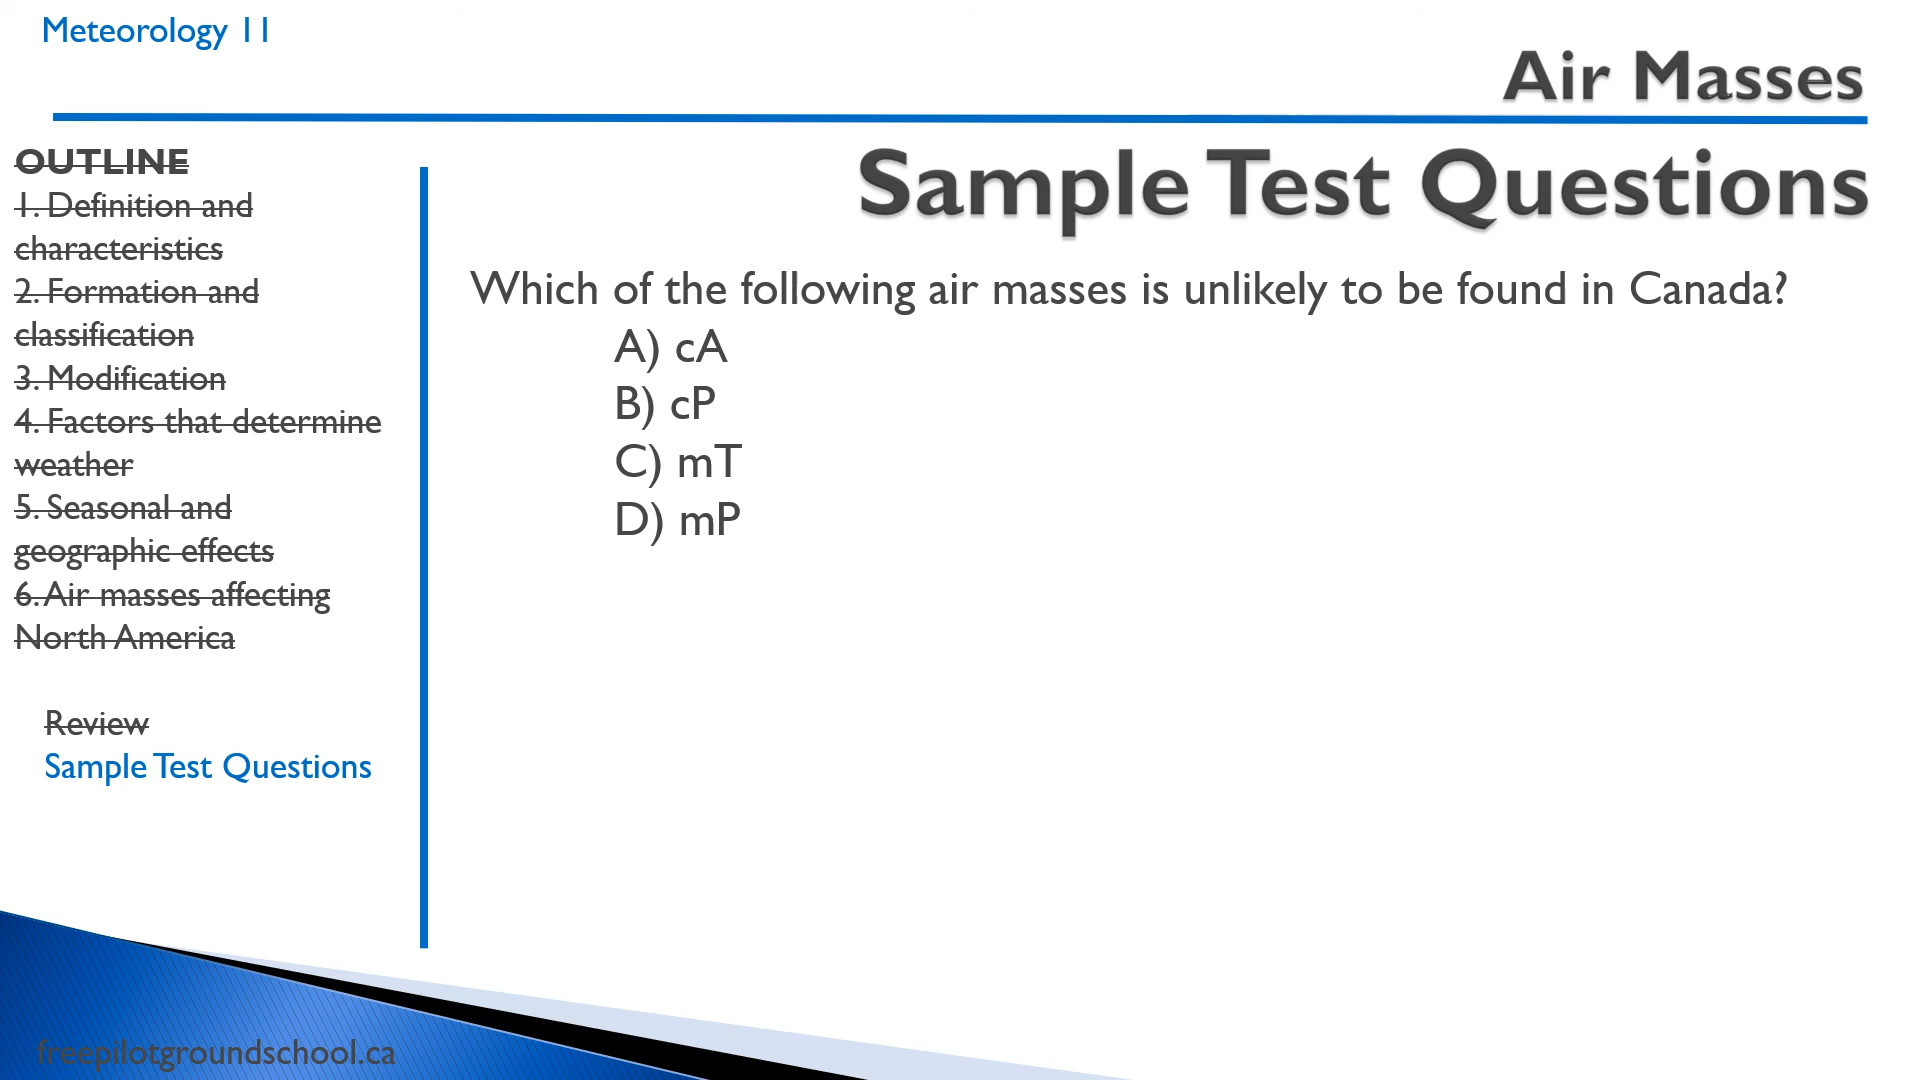 Meteorology 11
Air Masses
OUTLINE
1. Definition and
characteristics
2. Formation and
classification
3. Modification
4. Factors that determine
weather
5. Seasonal and
geographic effects
6. Air masses affecting
North America
Review
Sample Test Questions
Sample Test Questions
Which of the following air masses is unlikely to be found in Canada?
A) cA
B) cP
C) mT
D) mP
freepilotgroundschool.ca